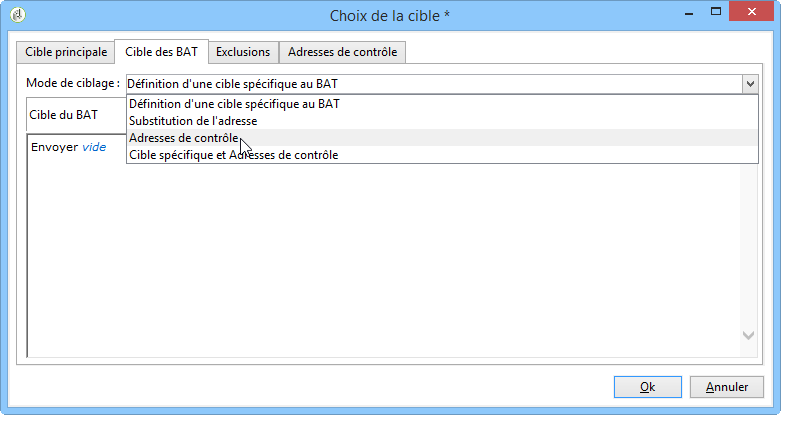 Choix de la cible *
Cible principale
Cible des BAT
Exclusions
Adresses de contrôle
Mode de ciblage :
Définition d'une cible spécifique au BAT
Cible du BAT
Définition d'une cible spécifique au BAT
Substitution de l'adresse
Adresses de contrôle
Cible spécifique et Adresses de contrôle
Envoyer vide
Ok
Annuler